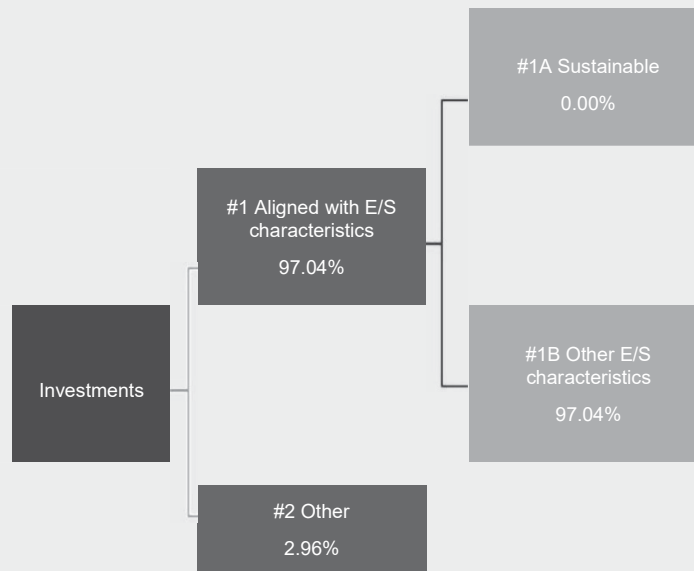 #1A Sustainable
0.00%
#1 Aligned with E/S
characteristics
97.04%
Investments
#1B Other E/S
characteristics
97.04%
#2 Other
2.96%